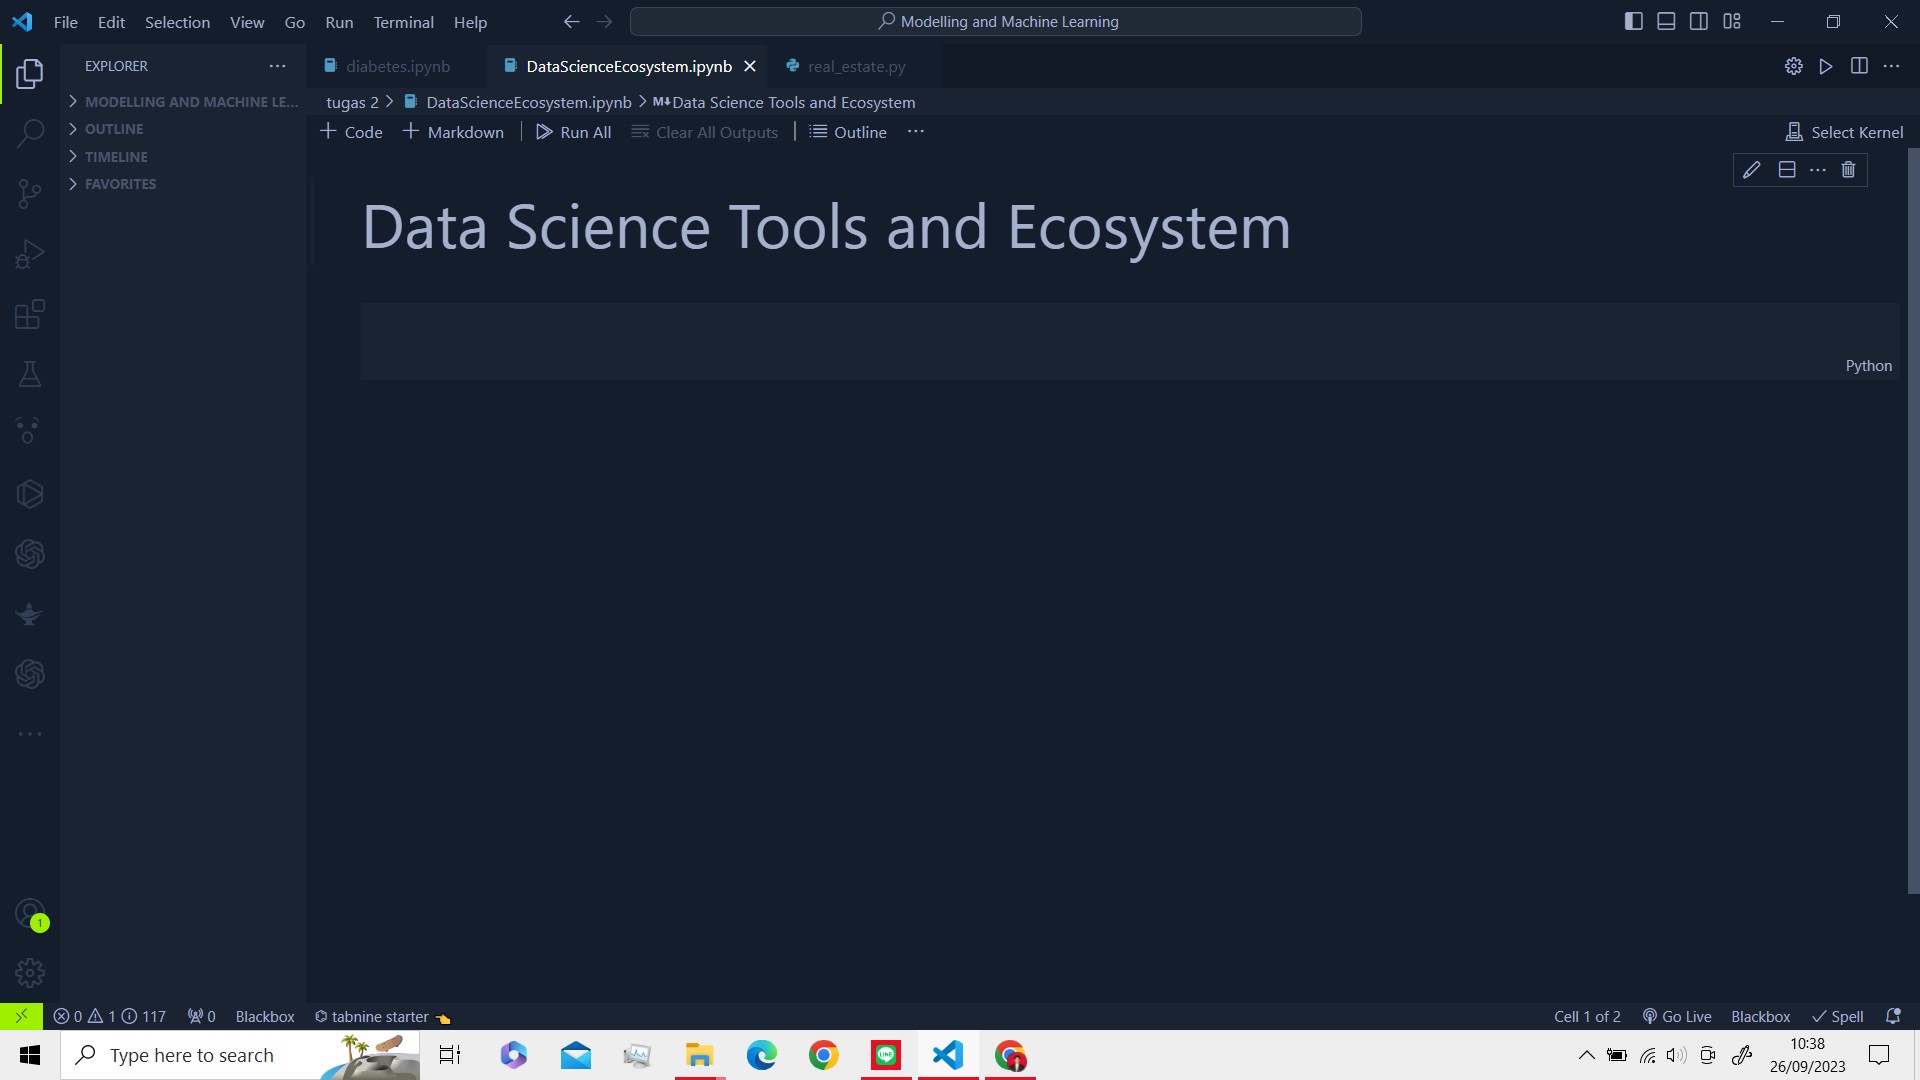 File Edit Selection View Go Run Terminal Help
Modelling and Machine Learning
EXPLORER
diabetes.ipynb
DataScienceEcosystem.ipynb
real_estate.py
MODELLING AND MACHINE LE...
OUTLINE
TIMELINE
FAVORITES
tugas 2 > DataScienceEcosystem.ipynb > M↓ Data Science Tools and Ecosystem
+ Code + Markdown Run All Clear All Outputs Outline ...
Select Kernel
Data Science Tools and Ecosystem
Python
1
0 1 117 0 Blackbox tabnine starter
Cell 1 of 2 Go Live Blackbox Spell
Type here to search
LINE
10:38
26/09/2023